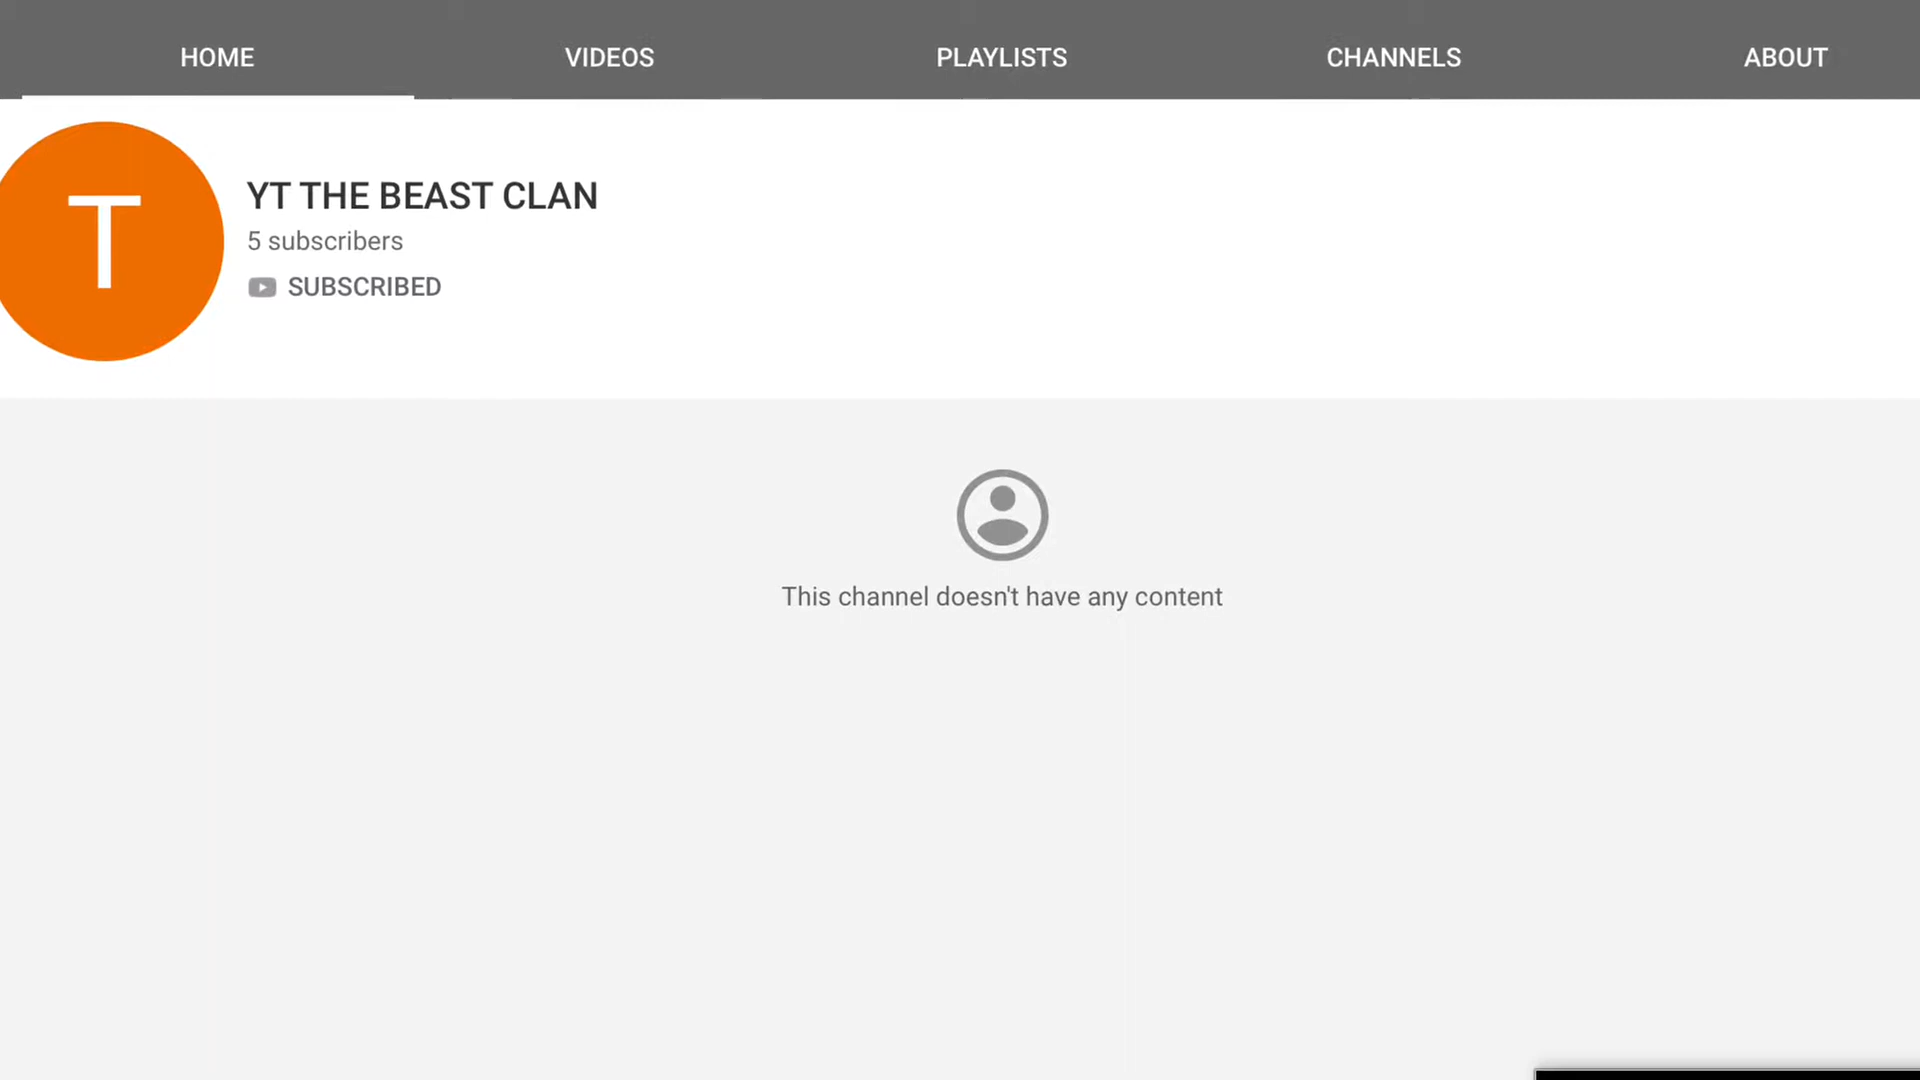 HOME VIDEOS PLAYLISTS CHANNELS ABOUT
T
YT THE BEAST CLAN
5 subscribers
SUBSCRIBED
This channel doesn't have any content